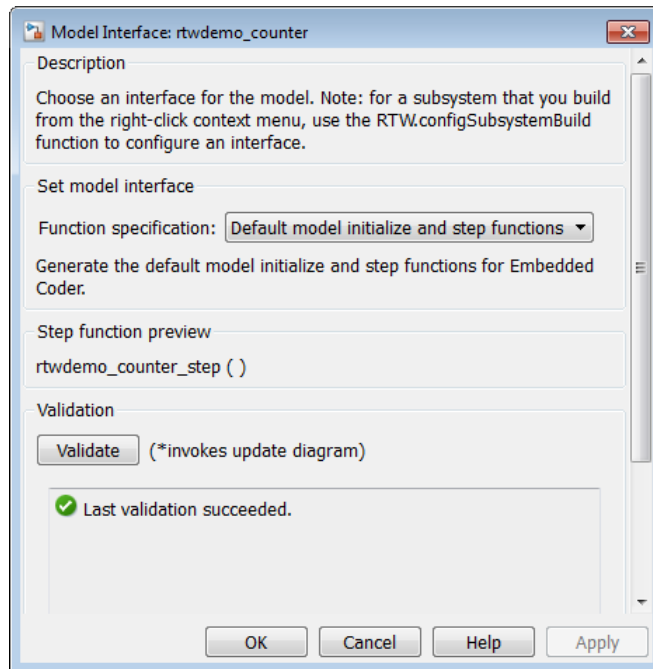 Model Interface: rtwdemo_counter
Description
Choose an interface for the model. Note: for a subsystem that you build
from the right-click context menu, use the RTW.configSubsystemBuild
function to configure an interface.
Set model interface
Function specification: Default model initialize and step functions
Generate the default model initialize and step functions for Embedded
Coder.
Step function preview
rtwdemo_counter_step ( )
Validation
Validate (*invokes update diagram)
Last validation succeeded.
OK Cancel Help Apply